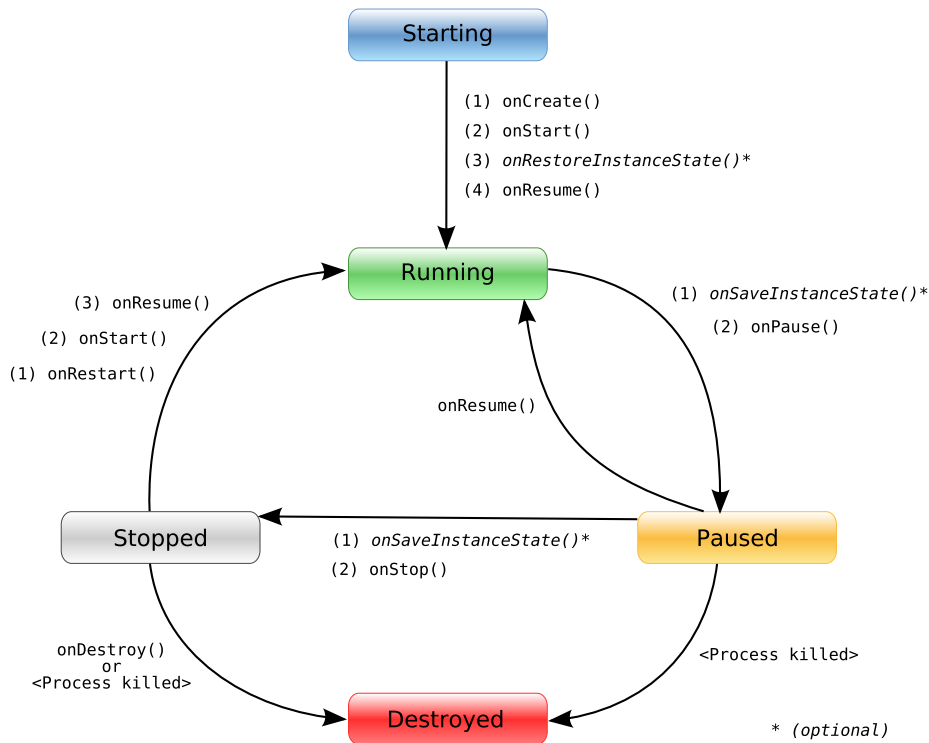 Starting
(1) onCreate()
(2) onStart()
(3) onRestoreInstanceState()*
(4) onResume()
Running
(3) onResume()
(2) onStart()
(1) onRestart()
(1) onSaveInstanceState()*
(2) onPause()
onResume()
Stopped
Paused
(1) onSaveInstanceState()*
(2) onStop()
onDestroy()
or
<Process killed>
<Process killed>
Destroyed
* (optional)